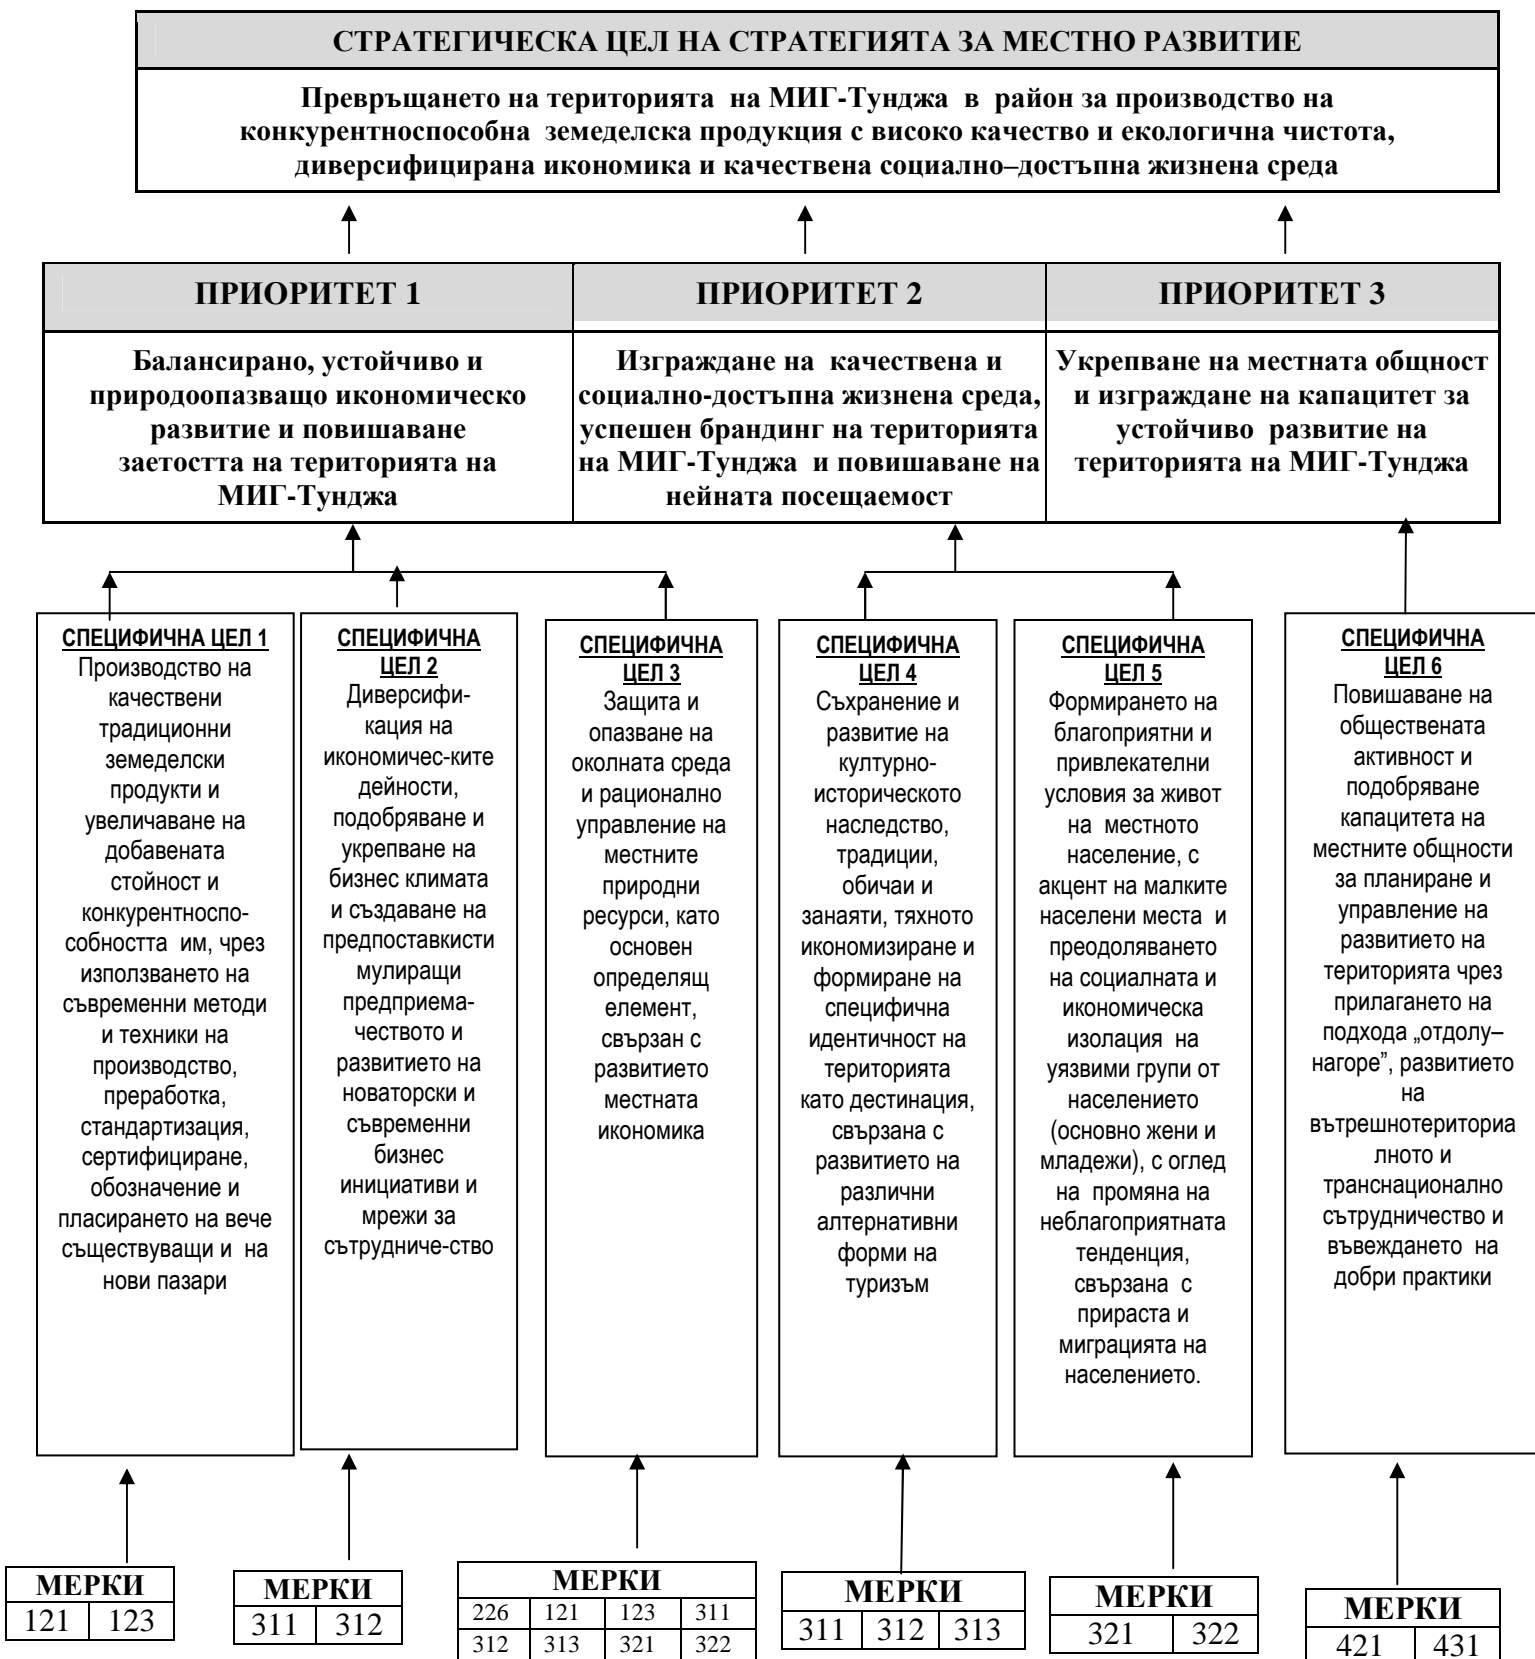 СТРАТЕГИЧЕСКА ЦЕЛ НА СТРАТЕГИЯТА ЗА МЕСТНО РАЗВИТИЕ
Превръщането на територията на МИГ-Тунджа в район за производство на
конкурентноспособна земеделска продукция с високо качество и екологична чистота,
диверсифицирана икономика и качествена социално–достъпна жизнена среда
ПРИОРИТЕТ 1
Балансирано, устойчиво и
природоопазващо икономическо
развитие и повишаване
заетостта на територията на
МИГ-Тунджа
ПРИОРИТЕТ 2
Изграждане на качествена и
социално-достъпна жизнена среда,
успешен брандинг на територията
на МИГ-Тунджа и повишаване на
нейната посещаемост
ПРИОРИТЕТ 3
Укрепване на местната общност
и изграждане на капацитет за
устойчиво развитие на
територията на МИГ-Тунджа
СПЕЦИФИЧНА ЦЕЛ 1
Производство на
качествени
традиционни
земеделски
продукти и
увеличаване на
добавената
стойност и
конкурентноспо-
собността им, чрез
използването на
съвременни методи
и техники на
производство,
преработка,
стандартизация,
сертифициране,
обозначение и
пласирането на вече
съществуващи и на
нови пазари
СПЕЦИФИЧНА
ЦЕЛ 2
Диверсифи-
кация на
икономичес-ките
дейности,
подобряване и
укрепване на
бизнес климата
и създаване на
предпоставкисти
мулиращи
предприема-
чеството и
развитието на
новаторски и
съвременни
бизнес
инициативи и
мрежи за
сътрудниче-ство
СПЕЦИФИЧНА
ЦЕЛ 3
Защита и
опазване на
околната среда
и рационално
управление на
местните
природни
ресурси, като
основен
определящ
елемент,
свързан с
развитието
местната
икономика
СПЕЦИФИЧНА
ЦЕЛ 4
Съхранение и
развитие на
културно-
историческото
наследство,
традиции,
обичаи и
занаяти, тяхното
икономизиране и
формиране на
специфична
идентичност на
територията
като дестинация,
свързана с
развитието на
различни
алтернативни
форми на
туризъм
СПЕЦИФИЧНА
ЦЕЛ 5
Формирането на
благоприятни и
привлекателни
условия за живот
на местното
население, с
акцент на малките
населени места и
преодоляването
на социалната и
икономическа
изолация на
уязвими групи от
населението
(основно жени и
младежи), с оглед
на промяна на
неблагоприятната
тенденция,
свързана с
прираста и
миграцията на
населението.
СПЕЦИФИЧНА
ЦЕЛ 6
Повишаване на
обществената
активност и
подобряване
капацитета на
местните общности
за планиране и
управление на
развитието на
територията чрез
прилагането на
подхода „отдолу–
нагоре”, развитието
на
вътрешнотериториа
лното и
транснационално
сътрудничество и
въвеждането на
добри практики
МЕРКИ
121 123
МЕРКИ
311 312
МЕРКИ
226 121 123 311
312 313 321 322
МЕРКИ
311 312 313
МЕРКИ
321 322
МЕРКИ
421 431